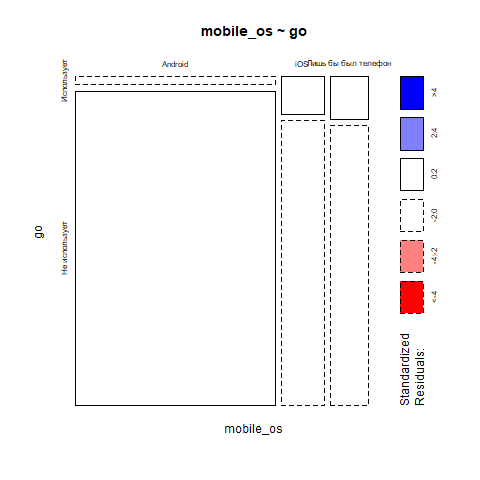 mobile_os ~ go
Android
iOS
Лишь бы был телефон
Использует
Не использует
go
mobile_os
>4
2:4
0:2
-2:0
-4:-2
<-4
Standardized
Residuals: